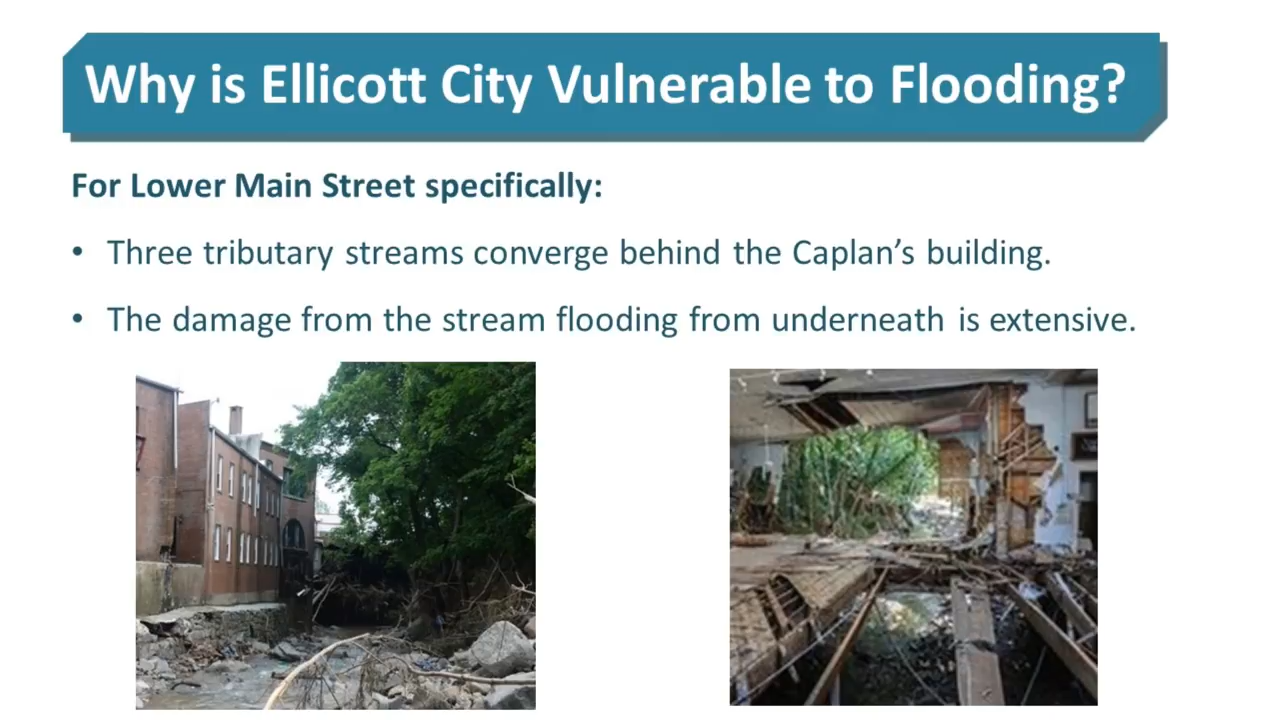 Why is Ellicott City Vulnerable to Flooding?
For Lower Main Street specifically:
• Three tributary streams converge behind the Caplan’s building.
• The damage from the stream flooding from underneath is extensive.